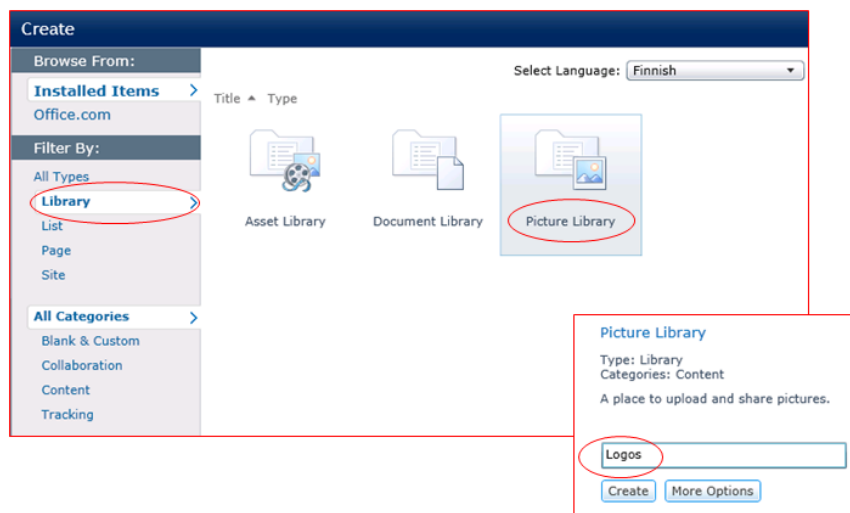 Create
Browse From:
Installed Items
Office.com
Filter By:
All Types
Library
List
Page
Site
All Categories
Blank & Custom
Collaboration
Content
Tracking
Select Language: Finnish
Title Type
Asset Library
Document Library
Picture Library
Picture Library
Type: Library
Categories: Content
A place to upload and share pictures.
Logos
Create More Options